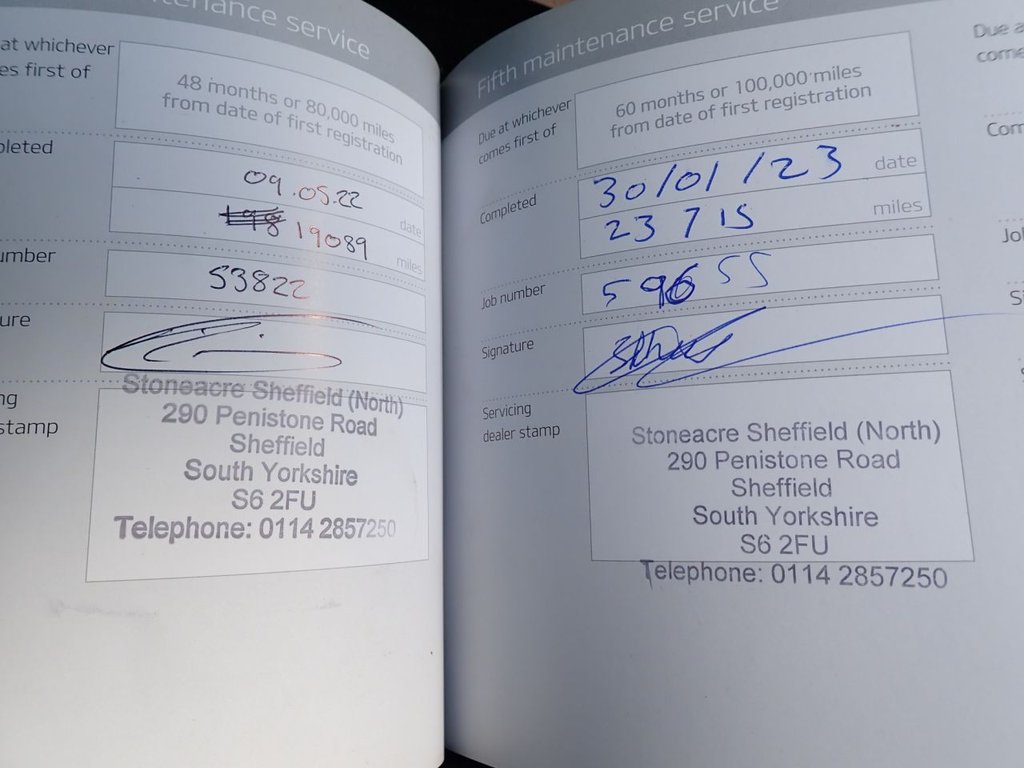 service
at whichever
es first of
48 months or 80,000 miles
from date of first registration
pleted
09.05.22
date
19089
miles
umber
53822
ure
ng
stamp
Stoneacre Sheffield (North)
290 Penistone Road
Sheffield
South Yorkshire
S6 2FU
Telephone: 0114 2857250
Fifth maintenance service
Due at whichever
comes first of
60 months or 100,000 miles
from date of first registration
Completed
30/01/23
date
23715
miles
Job number
59655
Signature
Servicing
dealer stamp
Stoneacre Sheffield (North)
290 Penistone Road
Sheffield
South Yorkshire
S6 2FU
Telephone: 0114 2857250
Due a
come
Com
Jo
S